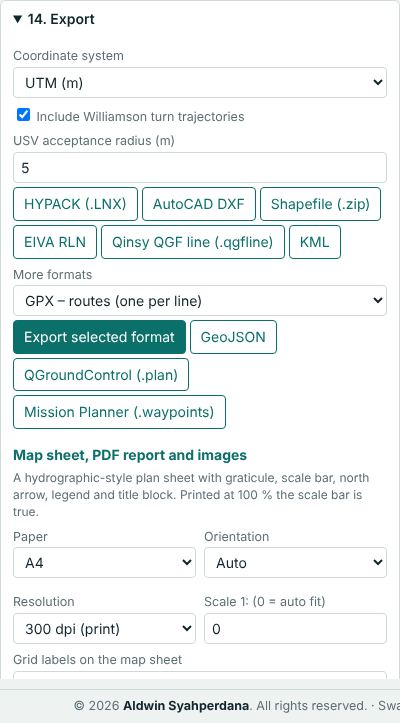 ▼ 14. Export
Coordinate system
UTM (m)
Include Williamson turn trajectories
USV acceptance radius (m)
5
HYPACK (.LNX) AutoCAD DXF Shapefile (.zip)
EIVA RLN Qinsy QGF line (.qgfline) KML
More formats
GPX – routes (one per line)
Export selected format GeoJSON
QGroundControl (.plan)
Mission Planner (.waypoints)
Map sheet, PDF report and images
A hydrographic-style plan sheet with graticule, scale bar, north
arrow, legend and title block. Printed at 100 % the scale bar is
true.
Paper Orientation
A4 Auto
Resolution Scale 1: (0 = auto fit)
300 dpi (print) 0
Grid labels on the map sheet
© 2026 Aldwin Syahperdana. All rights reserved. ·